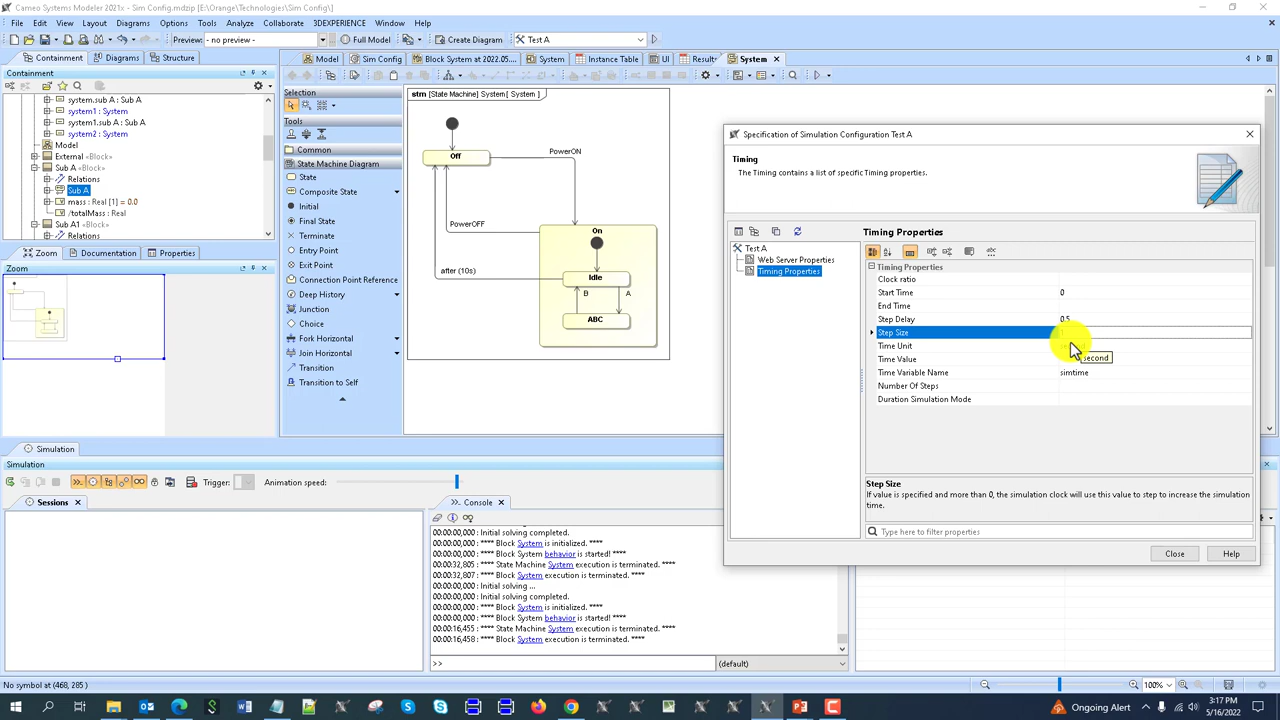 Cameo Systems Modeler 2021x - Sim Config.mdzip [E:\Orange\Technologies\Sim Config\]
File Edit View Layout Diagrams Options Tools Analyze Collaborate 3DEXPERIENCE Window Help
Preview: - no preview - Full Model Create Diagram Test A
Containment Diagrams Structure
Model Sim Config Block System at 2022.05.... System Instance Table UI Results System
Containment
system.sub A : Sub A
system1 : System
system1.sub A : Sub A
system2 : System
Model
External «Block»
Sub A «Block»
Relations
Sub A
mass : Real [1] = 0.0
/totalMass : Real
Sub A1 «Block»
Relations
Zoom Documentation Properties
Zoom
Selection
Tools
Common
State Machine Diagram
State
Composite State
Initial
Final State
Terminate
Entry Point
Exit Point
Connection Point Reference
Deep History
Junction
Choice
Fork Horizontal
Join Horizontal
Transition
Transition to Self
stm [State Machine] System[ System ]
Off
PowerON
PowerOFF
On
after (10s)
Idle
B A
ABC
Specification of Simulation Configuration Test A
Timing
The Timing contains a list of specific Timing properties.
Test A
Web Server Properties
Timing Properties
Timing Properties
Timing Properties
Clock ratio
Start Time 0
End Time
Step Delay 0.5
Step Size
Time Unit
second
Time Value
Time Variable Name simtime
Number Of Steps
Duration Simulation Mode
Step Size
If value is specified and more than 0, the simulation clock will use this value to step to increase the simulation
time.
Type here to filter properties
Close Help
Simulation
Simulation
Trigger: Animation speed:
Sessions
Console
00:00:00,000 : Initial solving completed.
00:00:00,000 : **** Block System is initialized. ****
00:00:00,000 : **** Block System behavior is started! ****
00:00:32,805 : **** State Machine System execution is terminated. ****
00:00:32,807 : **** Block System execution is terminated. ****
00:00:00,000 : Initial solving ...
00:00:00,000 : Initial solving completed.
00:00:00,000 : **** Block System is initialized. ****
00:00:00,000 : **** Block System behavior is started! ****
00:00:16,455 : **** State Machine System execution is terminated. ****
00:00:16,458 : **** Block System execution is terminated. ****
>> (default)
No symbol at (468, 285 )
100%
Ongoing Alert
3:17 PM
5/16/2022